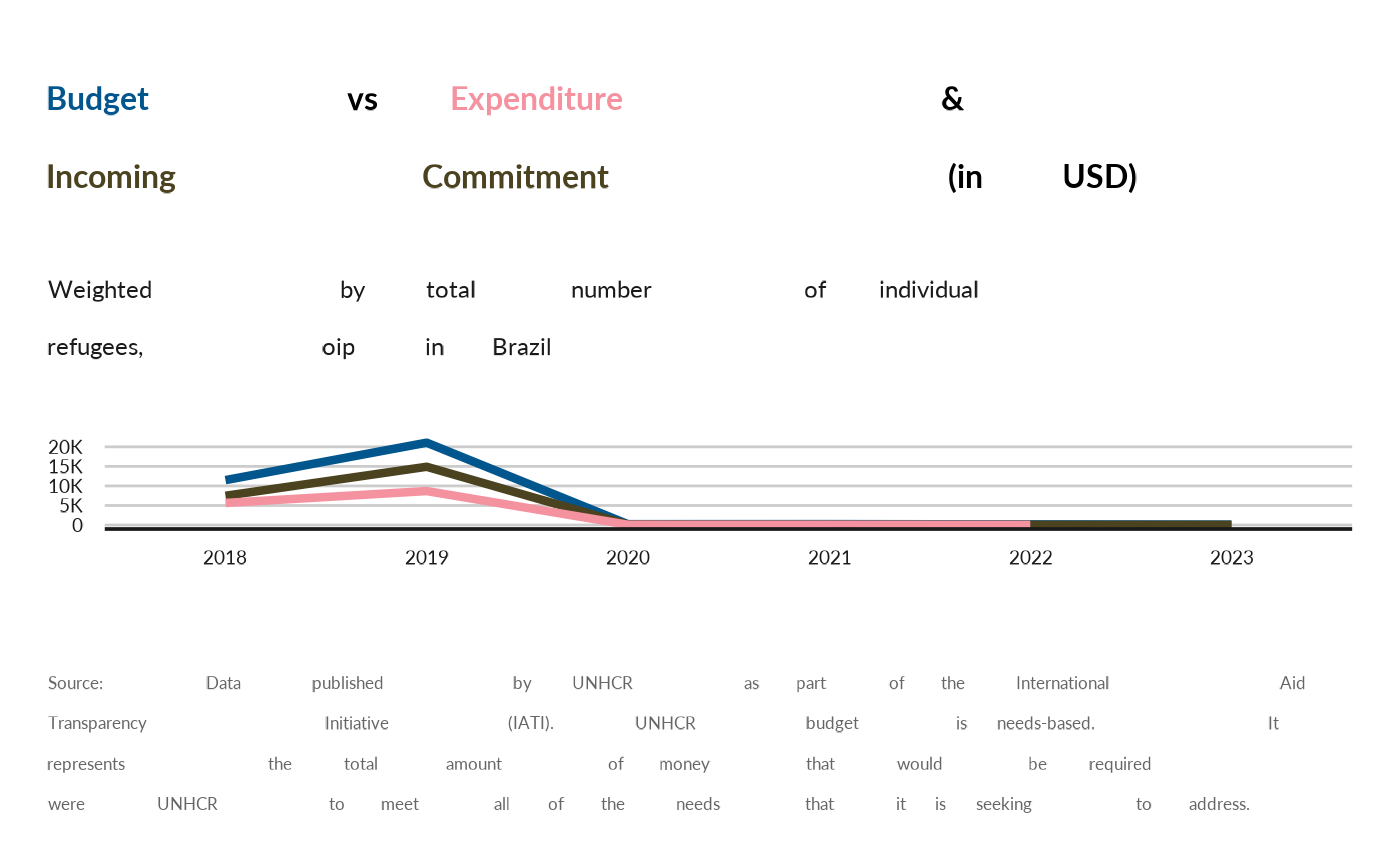 Budget vs Expenditure &
Incoming Commitment (in USD)
Weighted by total number of individual
refugees, oip in Brazil
20K
15K
10K
5K
0
2018 2019 2020 2021 2022 2023
Source: Data published by UNHCR as part of the International Aid
Transparency Initiative (IATI). UNHCR budget is needs-based. It
represents the total amount of money that would be required
were UNHCR to meet all of the needs that it is seeking to address.